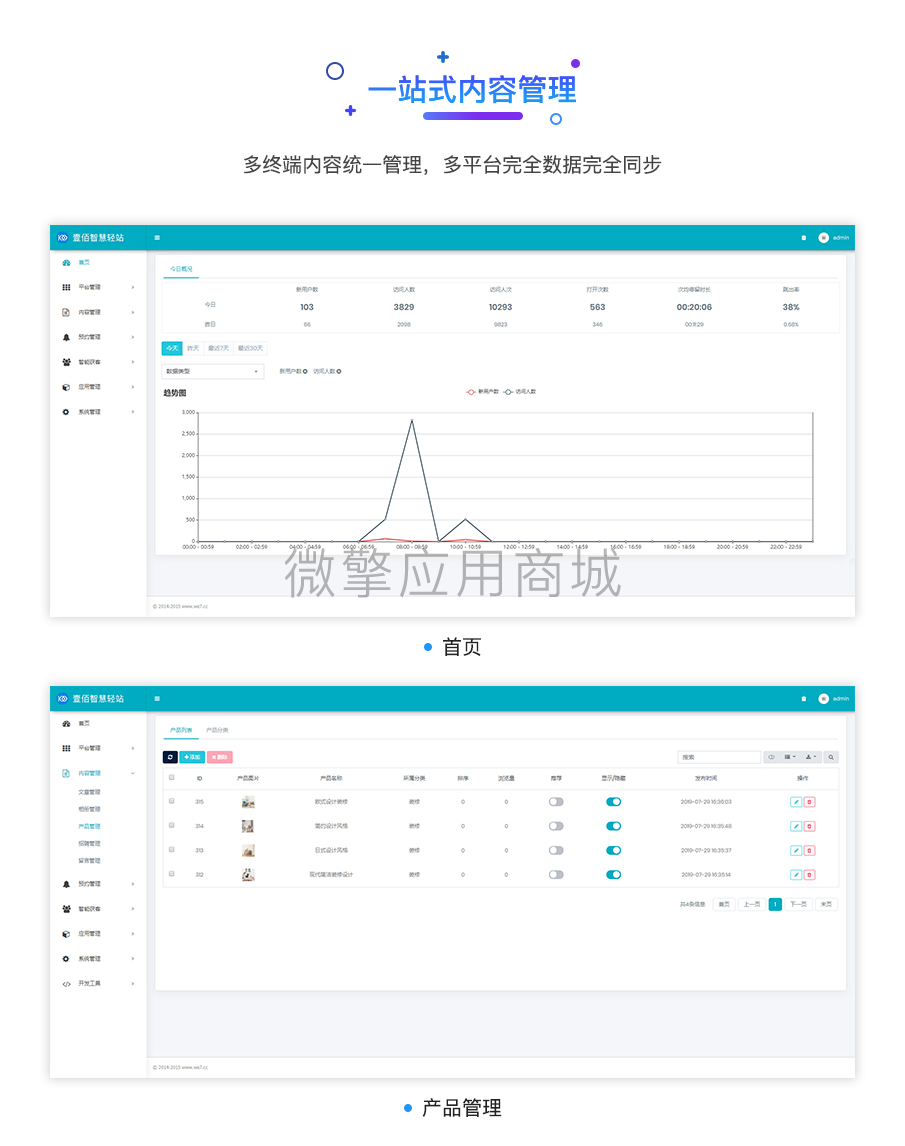 一站式内容管理
多终端内容统一管理，多平台完全数据完全同步
壹佰智慧轻站 admin
首页
平台管理
内容管理
预约管理
智能获客
应用管理
系统管理
今日概况
新用户数 访问人数 访问人次 打开次数 次均停留时长 跳出率
今日 103 3829 10293 563 00:20:06 38%
昨日 66 2098 9823 346 00:11:29 0.68%
今天 昨天 最近7天 最近30天
数据类型 新用户数 访问人数
趋势图 新用户数 访问人数
3,000
2,500
2,000
1,500
1,000
500
0
00:00 - 00:59 02:00 - 02:59 04:00 - 04:59 06:00 - 06:59 08:00 - 08:59 10:00 - 10:59 12:00 - 12:59 14:00 - 14:59 16:00 - 16:59 18:00 - 18:59 20:00 - 20:59 22:00 - 22:59
微擎应用商城
© 2014-2015 www.we7.cc
首页
壹佰智慧轻站 admin
首页
平台管理
内容管理
文章管理
相册管理
产品管理
招聘管理
留言管理
预约管理
智能获客
应用管理
系统管理
开发工具
产品列表 产品分类
添加 删除 搜索
ID 产品图片 产品名称 所属分类 排序 浏览量 推荐 显示/隐藏 发布时间 操作
315 欧式设计装修 装修 0 0 2019-07-29 16:36:03
314 简约设计风格 装修 0 0 2019-07-29 16:35:48
313 日式设计风格 装修 0 0 2019-07-29 16:35:37
312 现代简洁装修设计 装修 0 0 2019-07-29 16:35:14
共4条信息 首页 上一页 1 下一页 末页
© 2014-2015 www.we7.cc
产品管理